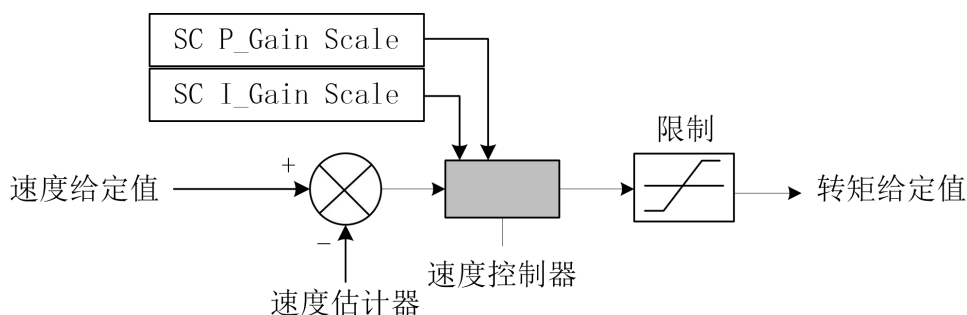 SC P_Gain Scale
SC I_Gain Scale
限制
+
速度给定值
转矩给定值
−
速度控制器
速度估计器